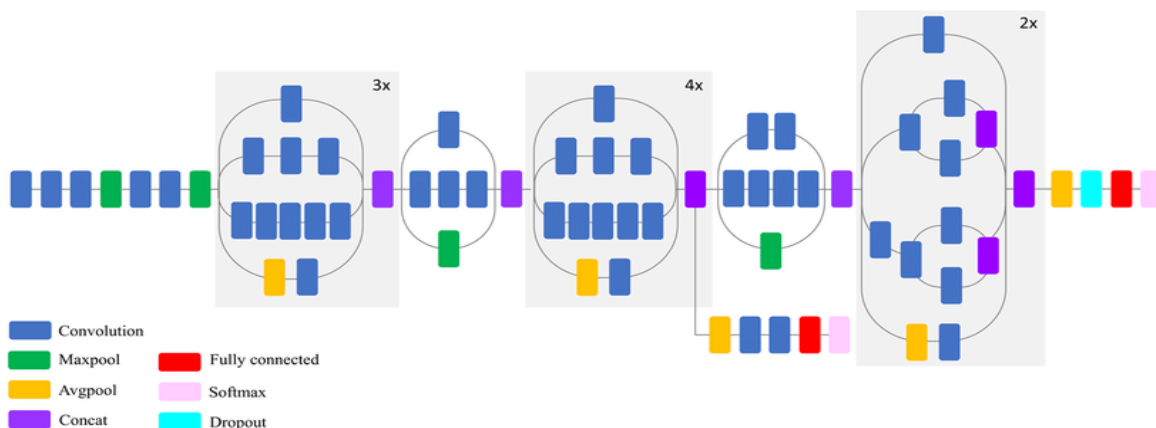 2x
3x
4x
Convolution
Maxpool
Fully connected
Avgpool
Softmax
Concat
Dropout